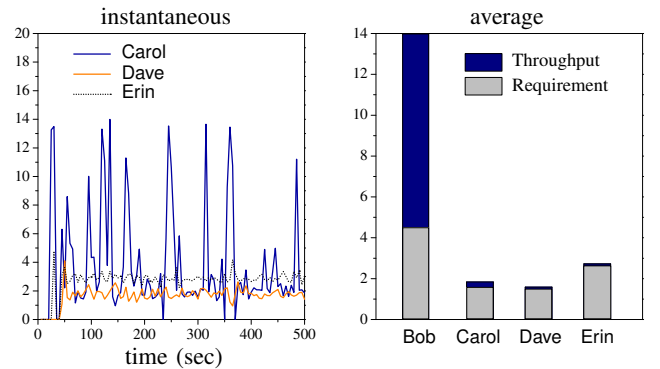 instantaneous
20
18
16
14
12
10
8
6
4
2
0
Carol
Dave
Erin
0 100 200 300 400 500
time (sec)
average
14
12
10
8
6
4
2
0
Throughput
Requirement
Bob Carol Dave Erin